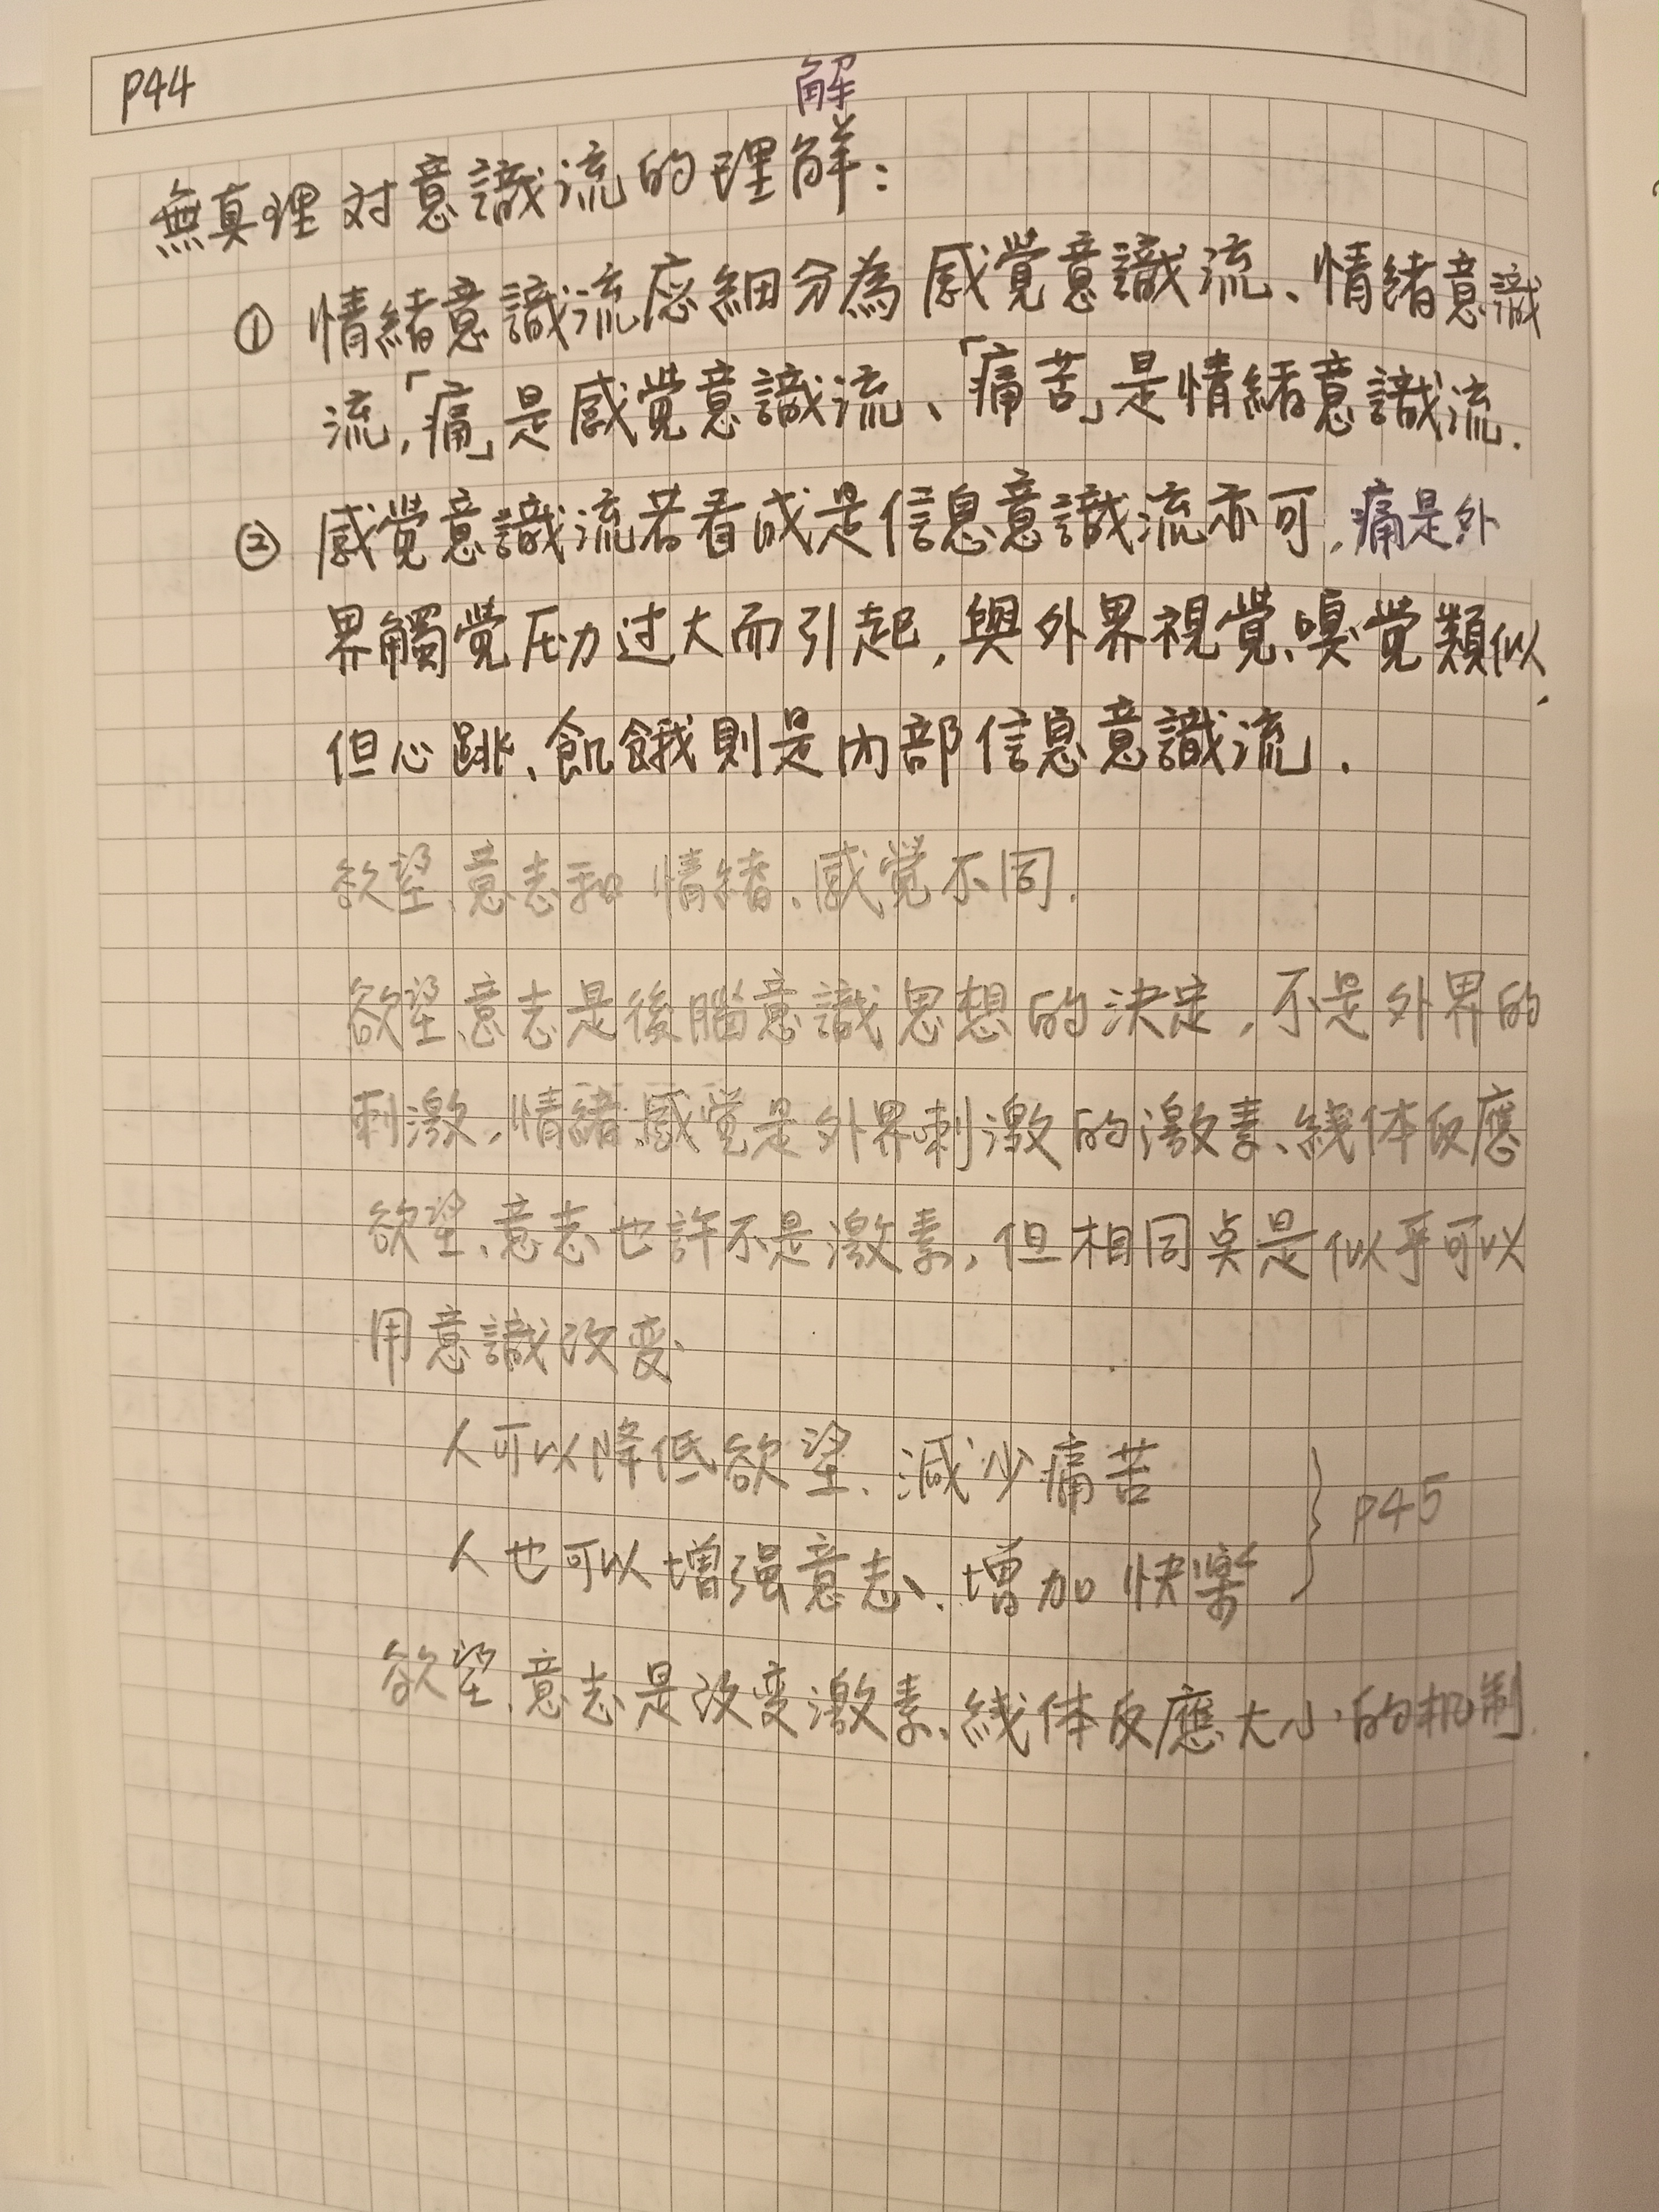 P44
解
無真理对意識流的理解：
① 情緒意識流应細分為感覚意識流、情緒意識
流,「痛」是感覚意識流、「痛苦」是情緒意識流.
② 感覚意識流若看成是信息意識流亦可,痛是外
界觸覚压力过大而引起,與外界視覚、嗅覚類似,
但心跳、飢餓則是内部信息意識流.
欲望、意志和情緒、感覚不同.
欲望、意志是後腦意識思想的決定,不是外界的
刺激,情緒、感覚是外界刺激的激素、綫体反應
欲望、意志也許不是激素,但相同点是似乎可以
用意識改变.
人可以降低欲望、減少痛苦
人也可以增强意志、增加快楽
} P45
欲望、意志是改变激素、綫体反應大小的机制.